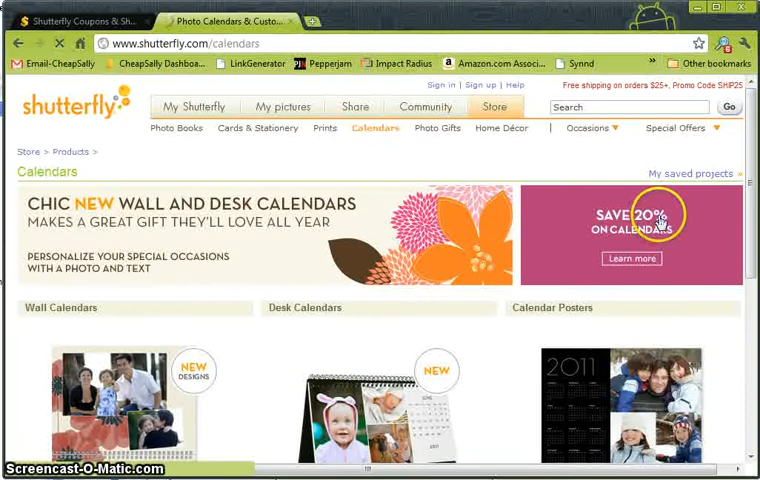 Shutterfly Coupons & Sh...
Photo Calendars & Custo...
www.shutterfly.com/calendars
Email-CheapSally
CheapSally Dashboa...
LinkGenerator
PJN Pepperjam
Impact Radius
a Amazon.com Associ...
Synnd
»
Other bookmarks
Sign in | Sign up | Help
Free shipping on orders $25+, Promo Code SHIP25
shutterfly
My Shutterfly
My pictures
Share
Community
Store
Search
Go
Photo Books
Cards & Stationery
Prints
Calendars
Photo Gifts
Home Décor
Occasions
Special Offers
Store > Products >
Calendars
My saved projects »
CHIC NEW WALL AND DESK CALENDARS
MAKES A GREAT GIFT THEY'LL LOVE ALL YEAR
PERSONALIZE YOUR SPECIAL OCCASIONS
WITH A PHOTO AND TEXT
SAVE 20%
ON CALENDARS
Learn more
Wall Calendars
Desk Calendars
Calendar Posters
NEW
DESIGNS
NEW
2011
Screencast-O-Matic.com